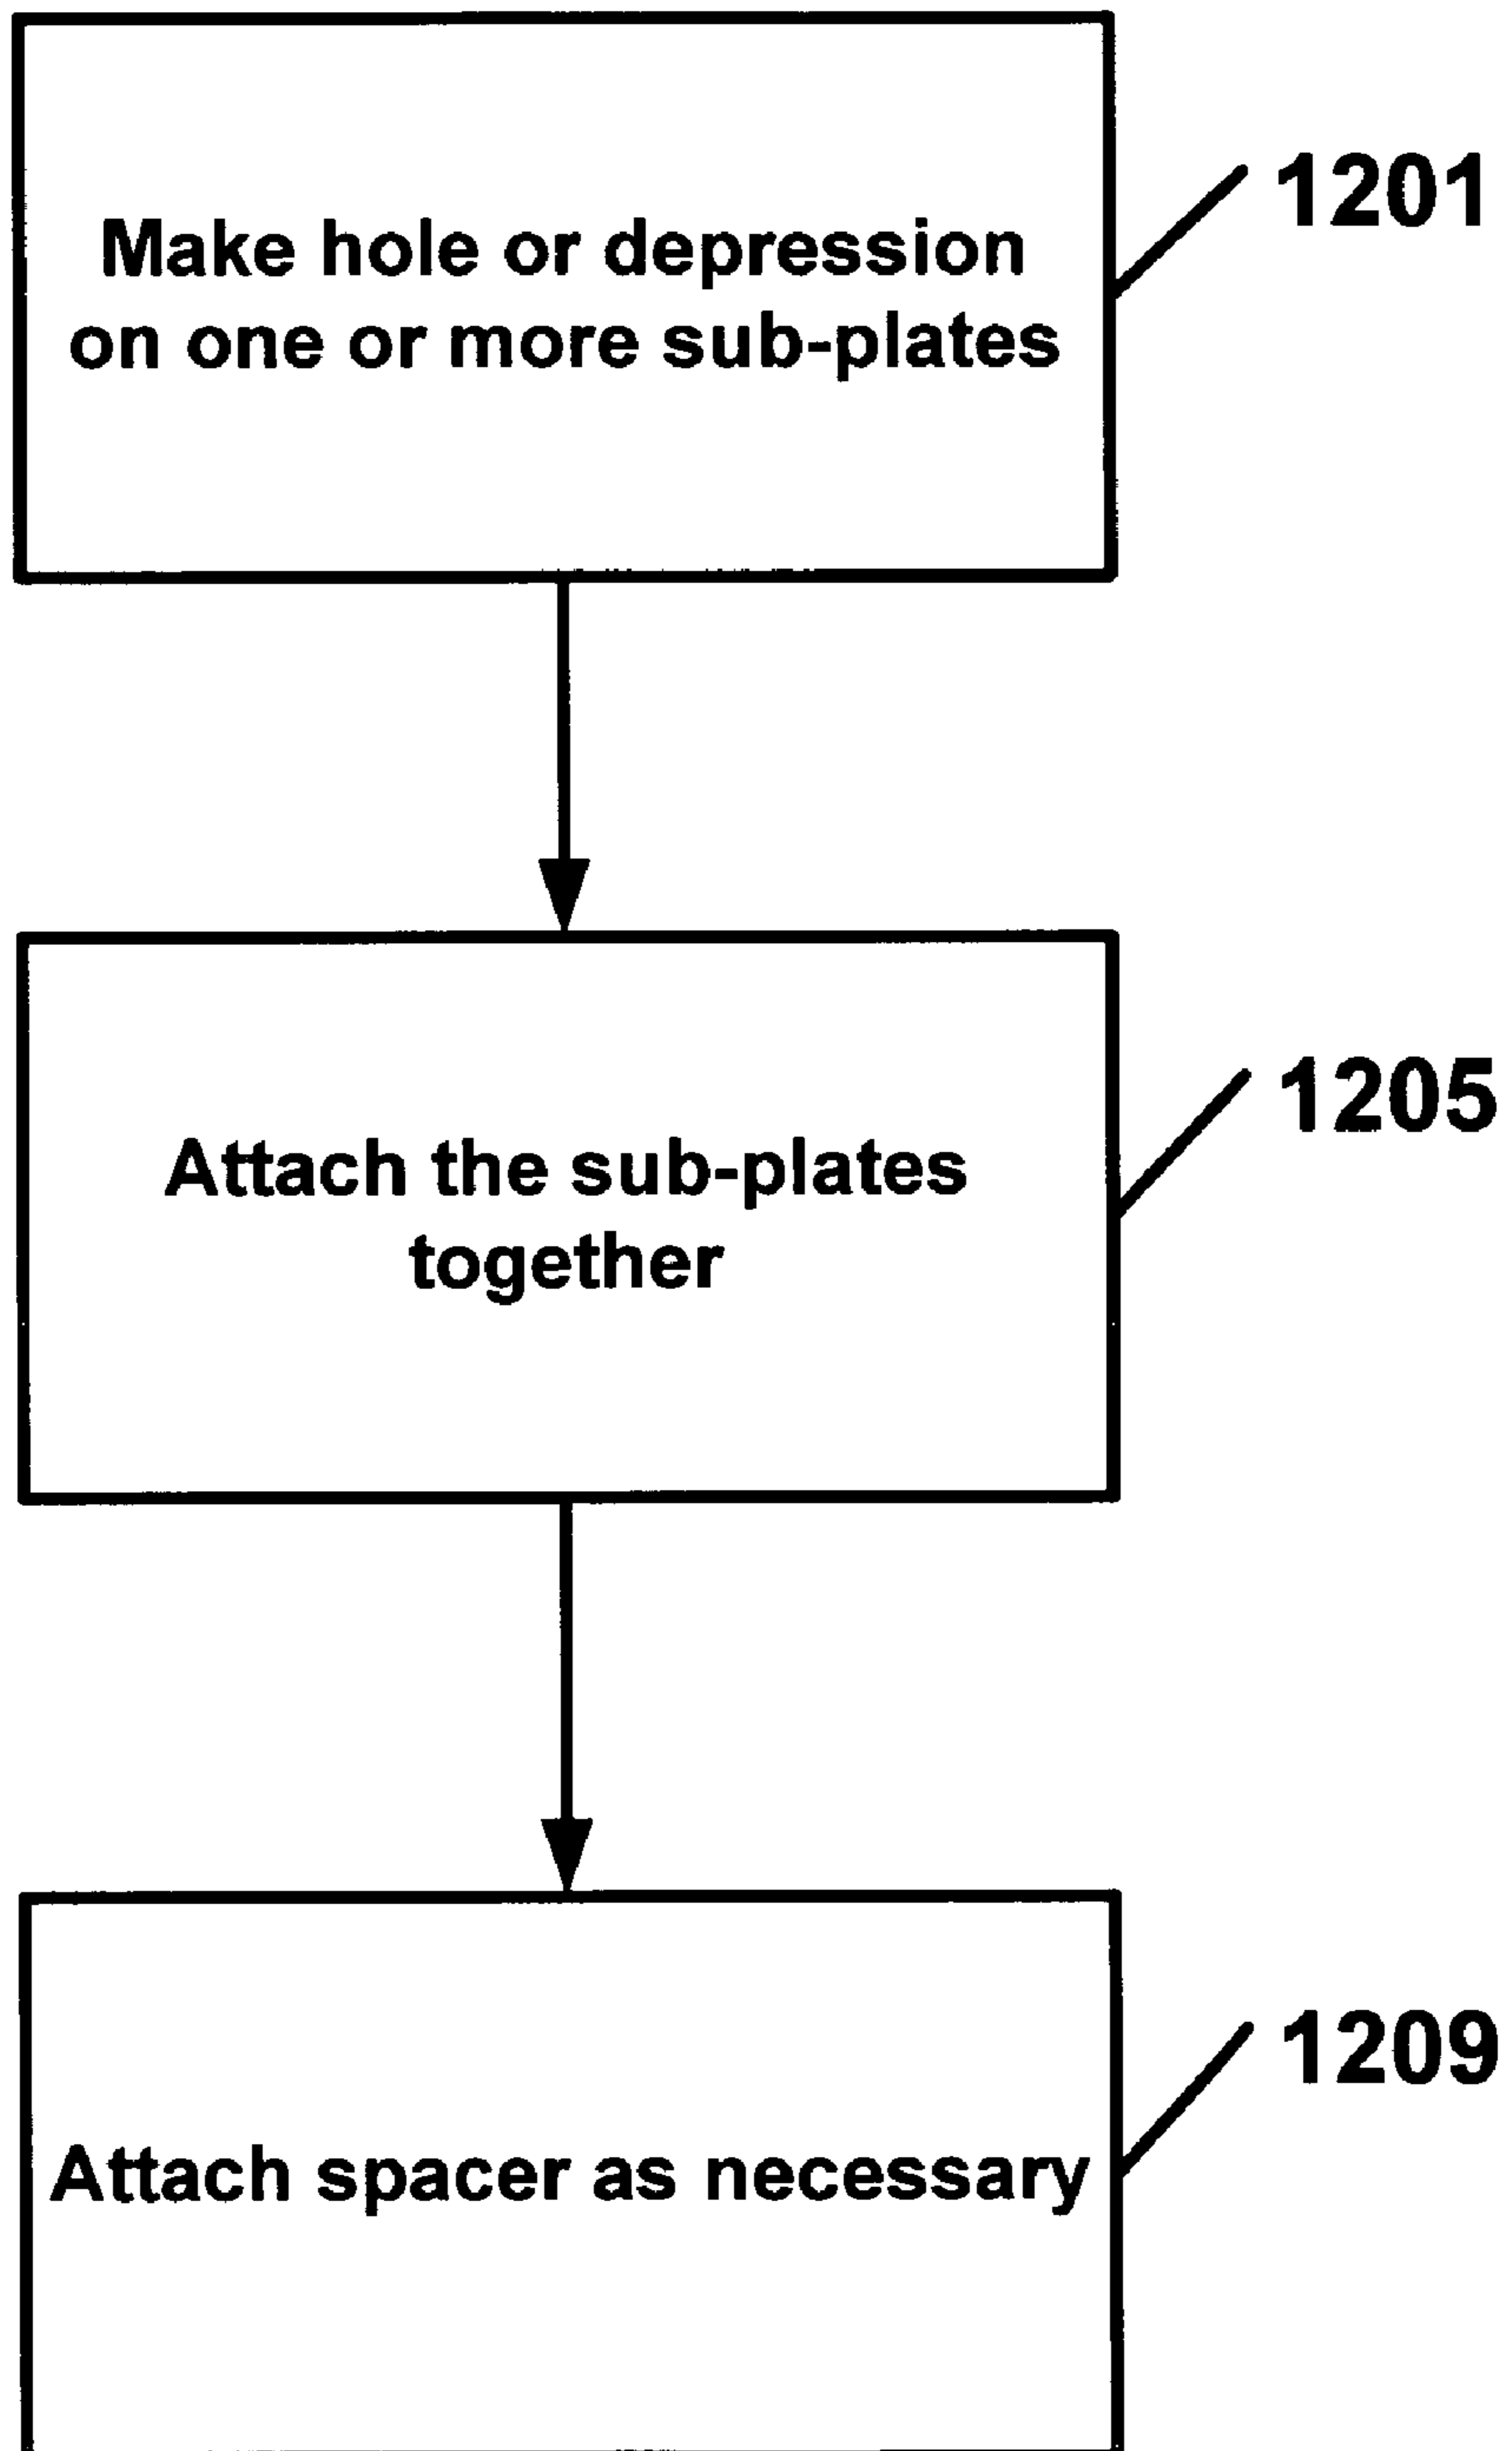 Make hole or depression
on one or more sub-plates
1201
Attach the sub-plates
together
1205
Attach spacer as necessary
1209